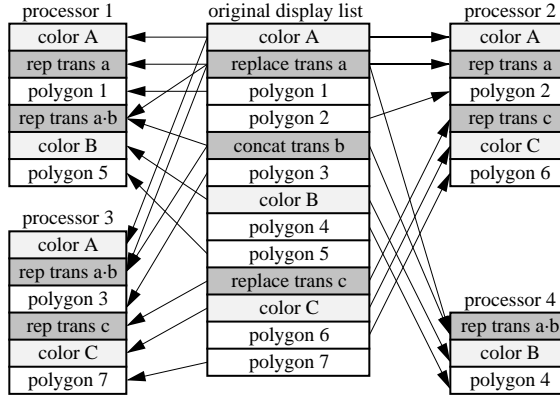 processor 1
color A
rep trans a
polygon 1
rep trans a·b
color B
polygon 5
processor 3
color A
rep trans a·b
polygon 3
rep trans c
color C
polygon 7
original display list
color A
replace trans a
polygon 1
polygon 2
concat trans b
polygon 3
color B
polygon 4
polygon 5
replace trans c
color C
polygon 6
polygon 7
processor 2
color A
rep trans a
polygon 2
rep trans c
color C
polygon 6
processor 4
rep trans a·b
color B
polygon 4